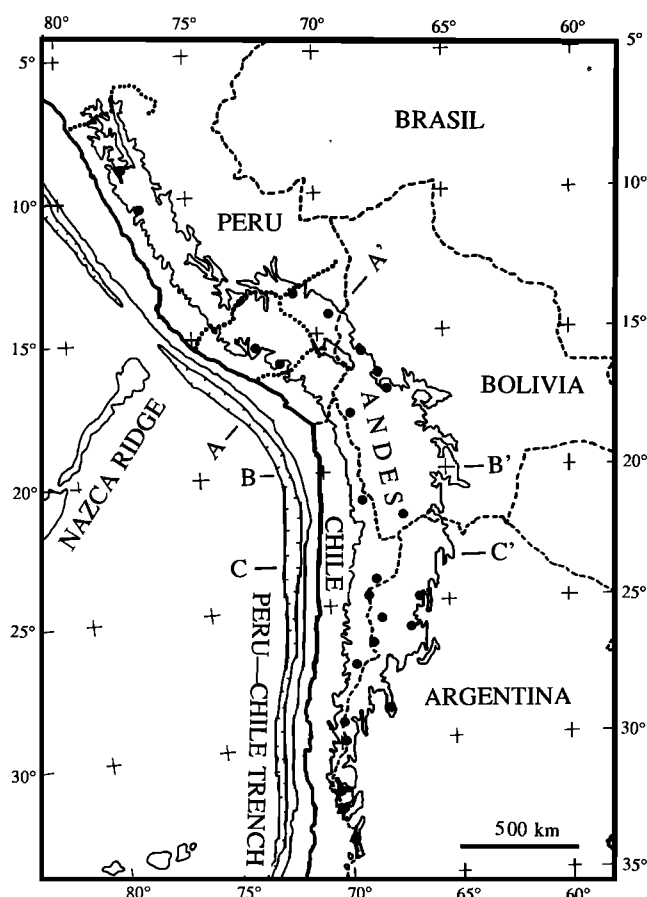 80°
75°
70°
65°
60°
5°
5°
BRASIL
10°
10°
PERU
A'
15°
15°
BOLIVIA
ANDES
NAZCA RIDGE
A
B
B'
20°
20°
C
CHILE
C'
PERU—CHILE TRENCH
25°
25°
ARGENTINA
30°
30°
500 km
35°
80°
75°
70°
65°
60°